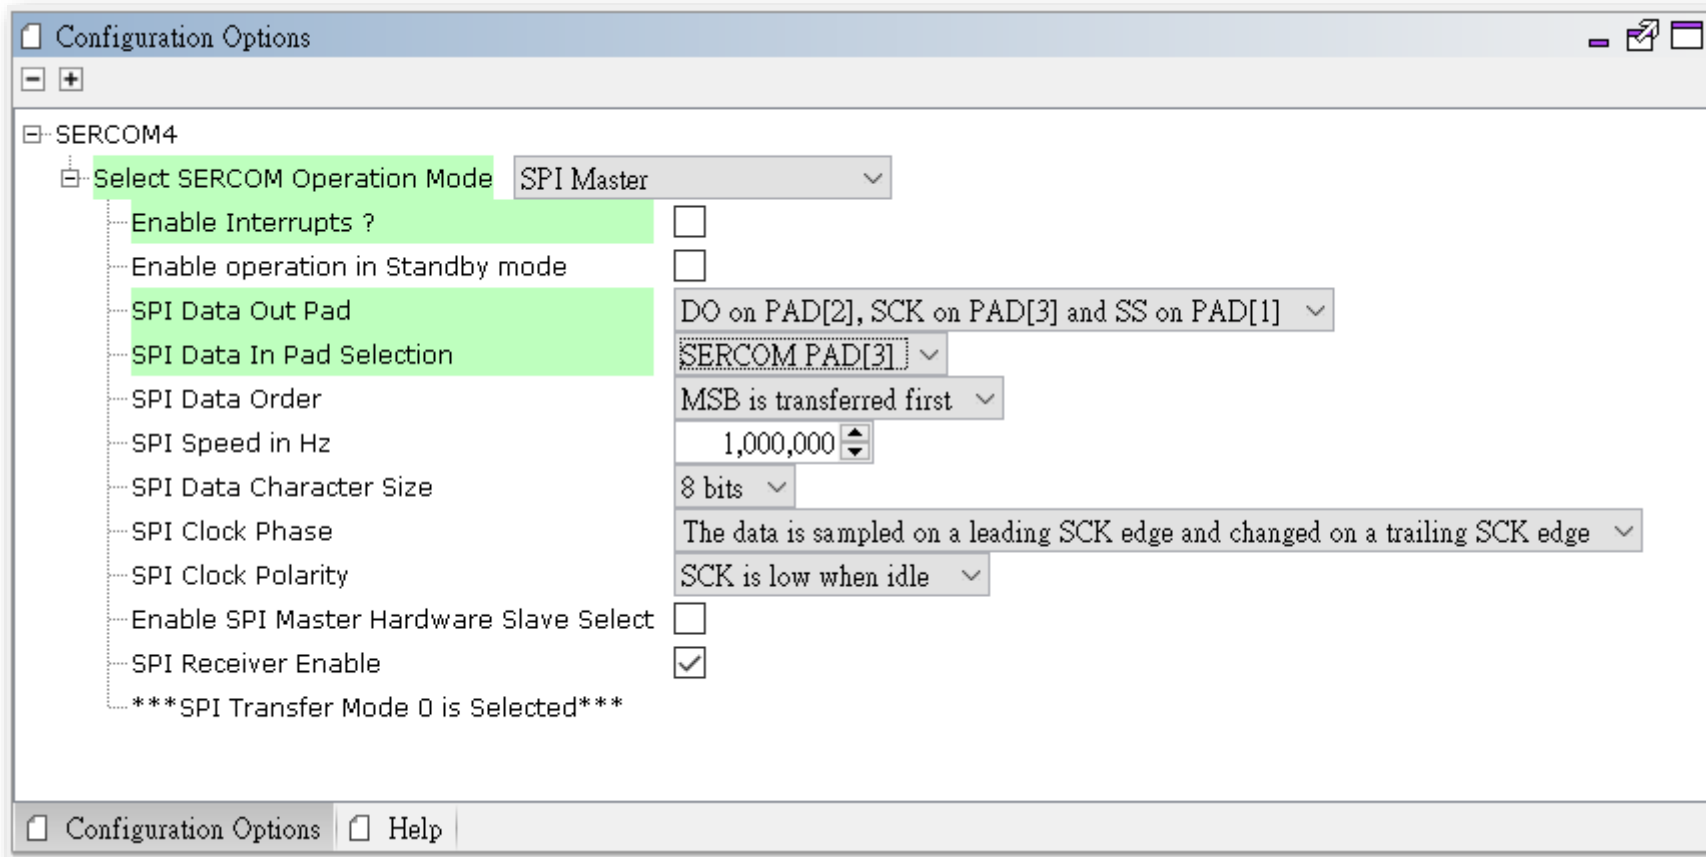 Configuration Options
SERCOM4
Select SERCOM Operation Mode SPI Master
Enable Interrupts ?
Enable operation in Standby mode
SPI Data Out Pad DO on PAD[2], SCK on PAD[3] and SS on PAD[1]
SPI Data In Pad Selection SERCOM PAD[3]
SPI Data Order MSB is transferred first
SPI Speed in Hz 1,000,000
SPI Data Character Size 8 bits
SPI Clock Phase The data is sampled on a leading SCK edge and changed on a trailing SCK edge
SPI Clock Polarity SCK is low when idle
Enable SPI Master Hardware Slave Select
SPI Receiver Enable
***SPI Transfer Mode 0 is Selected***
Configuration Options Help